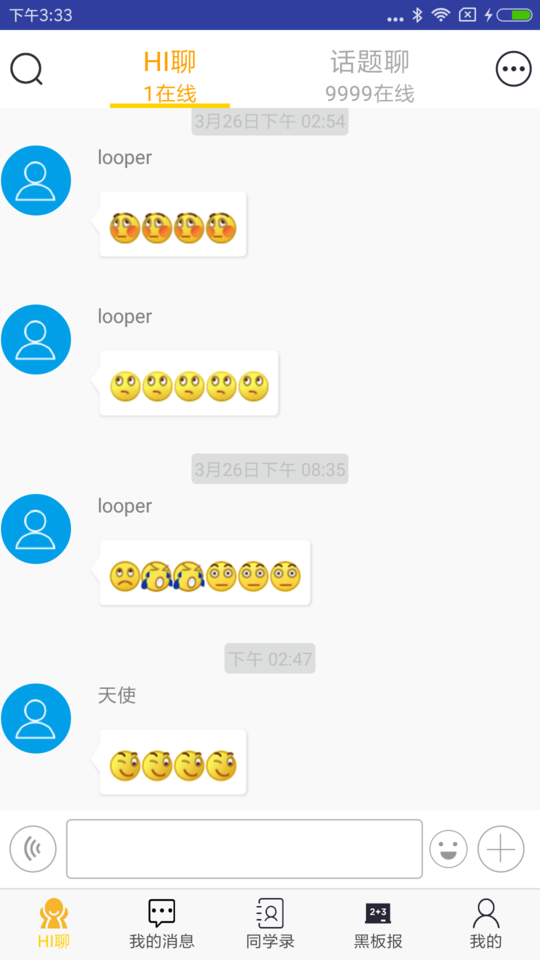 下午3:33
HI聊
话题聊
1在线
9999在线
3月26日下午 02:54
looper
looper
3月26日下午 08:35
looper
下午 02:47
天使
2+3
HI聊
我的消息
同学录
黑板报
我的